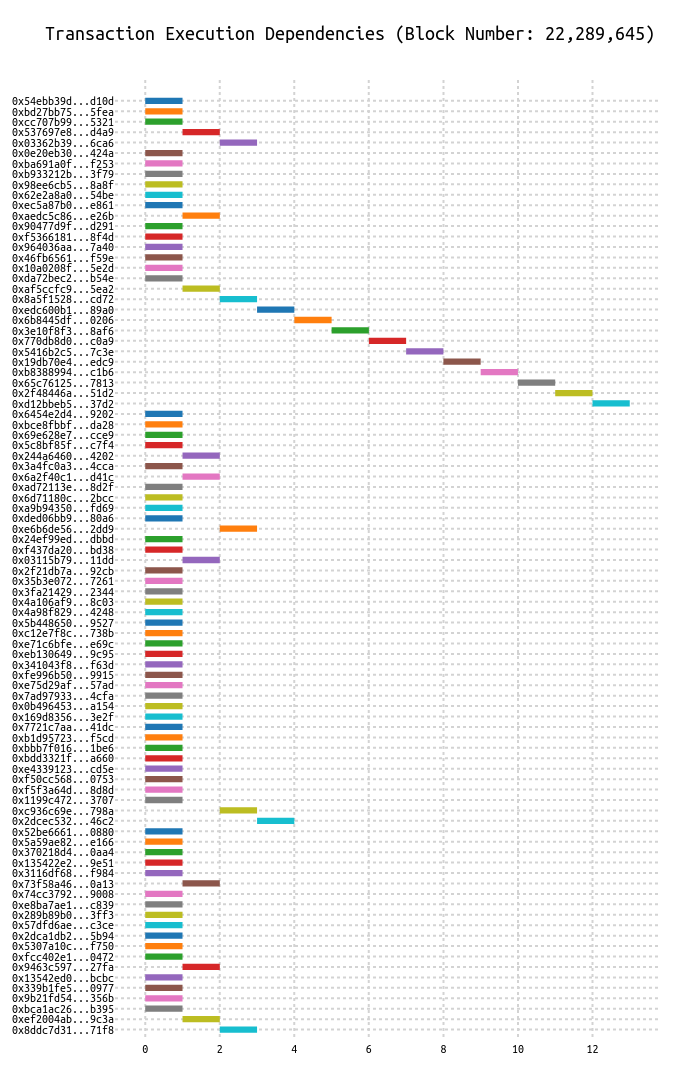 Transaction Execution Dependencies (Block Number: 22,289,645)
0x54ebb39d...d10d
0xbd27bb75...5fea
0xcc707b99...5321
0x537697e8...d4a9
0x03362b39...6ca6
0x0e20eb30...424a
0xba691a0f...f253
0xb933212b...3f79
0x98ee6cb5...8a8f
0x62e2a8a0...54be
0xec5a87b0...e861
0xaedc5c86...e26b
0x90477d9f...d291
0xf5366181...8f4d
0x964036aa...7a40
0x46fb6561...f59e
0x10a0208f...5e2d
0xda72bec2...b54e
0xaf5ccfc9...5ea2
0x8a5f1528...cd72
0xedc600b1...89a0
0x6b8445df...0206
0x3e10f8f3...8af6
0x770db8d0...c0a9
0x5416b2c5...7c3e
0x19db70e4...edc9
0xb8388994...c1b6
0x65c76125...7813
0x2f48446a...51d2
0xd12bbeb5...37d2
0x6454e2d4...9202
0xbce8fbbf...da28
0x69e628e7...cce9
0x5c8bf85f...c7f4
0x244a6460...4202
0x3a4fc0a3...4cca
0x6a2f40c1...d41c
0xad72113e...8d2f
0x6d71180c...2bcc
0xa9b94350...fd69
0xded06bb9...80a6
0xe6b6de56...2dd9
0x24ef99ed...dbbd
0xf437da20...bd38
0x03115b79...11dd
0x2f21db7a...92cb
0x35b3e072...7261
0x3fa21429...2344
0x4a106af9...8c03
0x4a98f829...4248
0x5b448650...9527
0xc12e7f8c...738b
0xe71c6bfe...e69c
0xeb130649...9c95
0x341043f8...f63d
0xfe996b50...9915
0xe75d29af...57ad
0x7ad97933...4cfa
0x0b496453...a154
0x169d8356...3e2f
0x7721c7aa...41dc
0xb1d95723...f5cd
0xbbb7f016...1be6
0xbdd3321f...a660
0xe4339123...cd5e
0xf50cc568...0753
0xf5f3a64d...8d8d
0x1199c472...3707
0xc936c69e...798a
0x2dcec532...46c2
0x52be6661...0880
0x5a59ae82...e166
0x370218d4...0aa4
0x135422e2...9e51
0x3116df68...f984
0x73f58a46...0a13
0x74cc3792...9008
0xe8ba7ae1...c839
0x289b89b0...3ff3
0x57dfd6ae...c3ce
0x2dca1db2...5b94
0x5307a10c...f750
0xfcc402e1...0472
0x9463c597...27fa
0x13542ed0...bcbc
0x339b1fe5...0977
0x9b21fd54...356b
0xbca1ac26...b395
0xef2004ab...9c3a
0x8ddc7d31...71f8
0 2 4 6 8 10 12